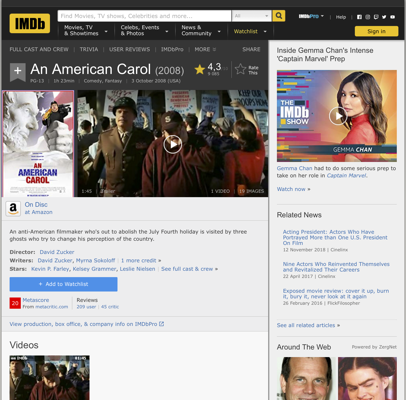 IMDb
Find Movies, TV shows, Celebrities and more...
All
IMDbPro
Help
Movies, TV & Showtimes
Celebs, Events & Photos
News & Community
Watchlist
Sign in
FULL CAST AND CREW | TRIVIA | USER REVIEWS | IMDbPro | MORE
SHARE
An American Carol (2008)
PG-13 | 1h 23min | Comedy, Fantasy | 3 October 2008 (USA)
4,3
Rate This
AN AMERICAN CAROL
1:45
1 VIDEO
19 IMAGES
On Disc
at Amazon
An anti-American filmmaker who's out to abolish the July Fourth holiday is visited by three
ghosts who try to change his perception of the country.
Director: David Zucker
Writers: David Zucker, Myrna Sokoloff | 1 more credit »
Stars: Kevin P. Farley, Kelsey Grammer, Leslie Nielsen | See full cast & crew »
+ Add to Watchlist
20
Metascore
From metacritic.com
Reviews
209 user | 45 critic
View production, box office, & company info on IMDbPro
Videos
01:45
Inside Gemma Chan's Intense
'Captain Marvel' Prep
THE IMDb SHOW
GEMMA CHAN
Gemma Chan had to do some serious prep to
take on her role in Captain Marvel.
Watch now »
Related News
Acting President: Actors Who Have
Portrayed More than One U.S. President
On Film
12 November 2018 | Cinelinx
Nine Actors Who Reinvented Themselves
and Revitalized Their Careers
22 April 2017 | Cinelinx
Exposed movie review: cover it up, burn
it, bury it, never look at it again
26 February 2016 | FlickFilosopher
See all related articles »
Around The Web
Powered by ZergNet